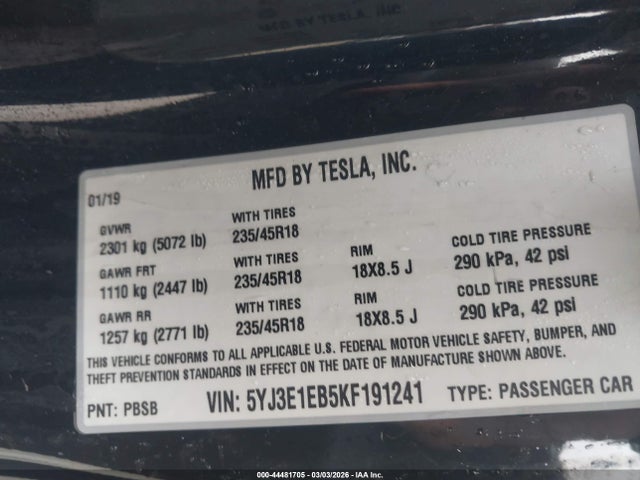 MFD BY TESLA, INC.
MFD BY TESLA, INC.
01/19
GVWR
2301 kg (5072 lb)
WITH TIRES
235/45R18
GAWR FRT
1110 kg (2447 lb)
WITH TIRES
235/45R18
RIM
18X8.5 J
COLD TIRE PRESSURE
290 kPa, 42 psi
GAWR RR
1257 kg (2771 lb)
WITH TIRES
235/45R18
RIM
18X8.5 J
COLD TIRE PRESSURE
290 kPa, 42 psi
THIS VEHICLE CONFORMS TO ALL APPLICABLE U.S. FEDERAL MOTOR VEHICLE SAFETY, BUMPER, AND
THEFT PREVENTION STANDARDS IN EFFECT ON THE DATE OF MANUFACTURE SHOWN ABOVE.
PNT: PBSB VIN: 5YJ3E1EB5KF191241 TYPE: PASSENGER CAR
000-44481705 - 03/03/2026 - IAA Inc.